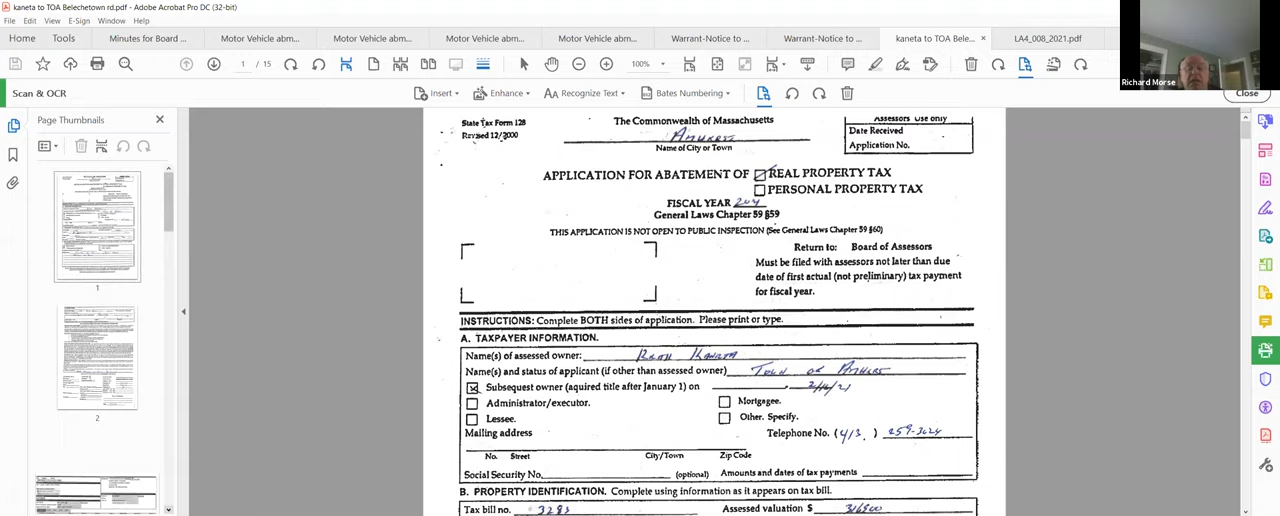 kaneta to TOA Belechetown rd.pdf - Adobe Acrobat Pro DC (32-bit)
File Edit View E-Sign Window Help
Home Tools Minutes for Board ... Motor Vehicle abm... Motor Vehicle abm... Motor Vehicle abm... Motor Vehicle abm... Warrant-Notice to ... Warrant-Notice to ... kaneta to TOA Bele... × LA4_008_2021.pdf
1 / 15 100%
Richard Morse
Scan & OCR Insert Enhance Recognize Text Bates Numbering Close
Page Thumbnails
1
2
State Tax Form 128
Revised 12/2000
The Commonwealth of Massachusetts
Amherst
Name of City or Town
Assessors Use only
Date Received
Application No.
APPLICATION FOR ABATEMENT OF REAL PROPERTY TAX
PERSONAL PROPERTY TAX
FISCAL YEAR
General Laws Chapter 59 §59
THIS APPLICATION IS NOT OPEN TO PUBLIC INSPECTION (See General Laws Chapter 59 §60)
Return to: Board of Assessors
Must be filed with assessors not later than due
date of first actual (not preliminary) tax payment
for fiscal year.
INSTRUCTIONS: Complete BOTH sides of application. Please print or type.
A. TAXPAYER INFORMATION.
Name(s) of assessed owner: Kaneta
Name(s) and status of applicant (if other than assessed owner) Town of Amherst
Subsequent owner (aquired title after January 1) on
Administrator/executor. Mortgagee.
Lessee. Other. Specify.
Mailing address Telephone No. (413. ) 259-3024
No. Street City/Town Zip Code
Social Security No. (optional) Amounts and dates of tax payments
B. PROPERTY IDENTIFICATION. Complete using information as it appears on tax bill.
Tax bill no. 3283 Assessed valuation $ 316500